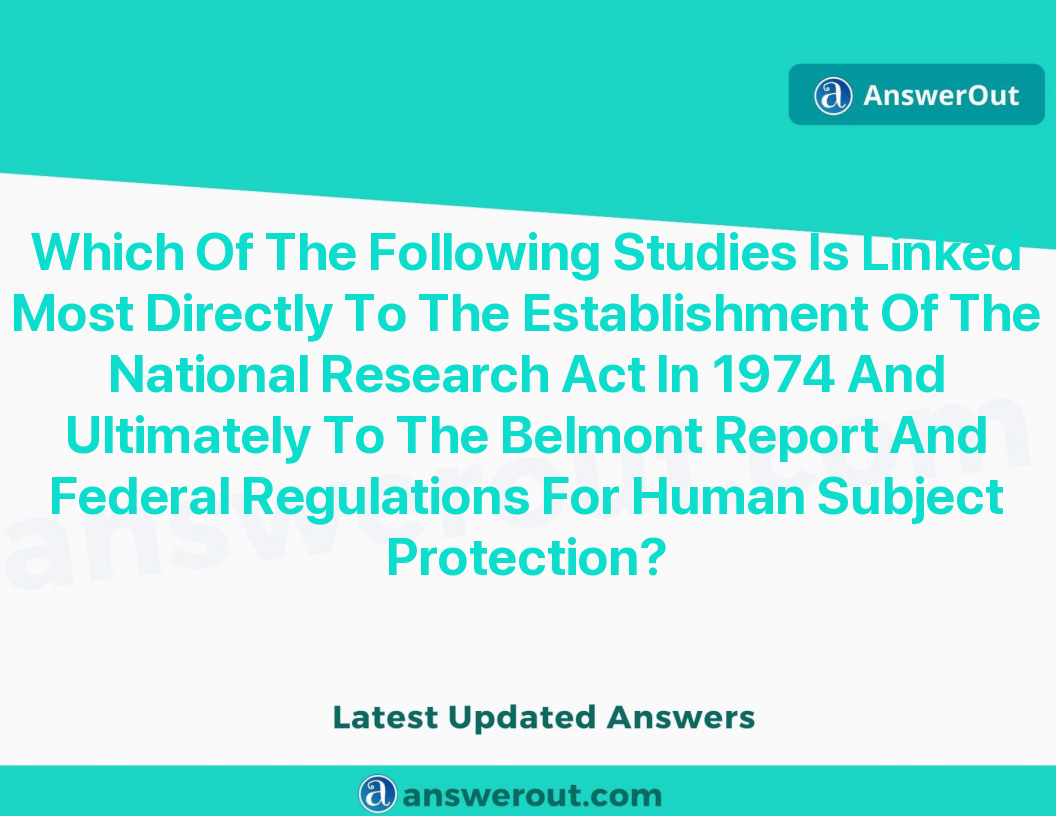 a AnswerOut
Which Of The Following Studies Is Linked
Most Directly To The Establishment Of The
National Research Act In 1974 And
Ultimately To The Belmont Report And
Federal Regulations For Human Subject
Protection?
answerout.com
Latest Updated Answers
a answerout.com